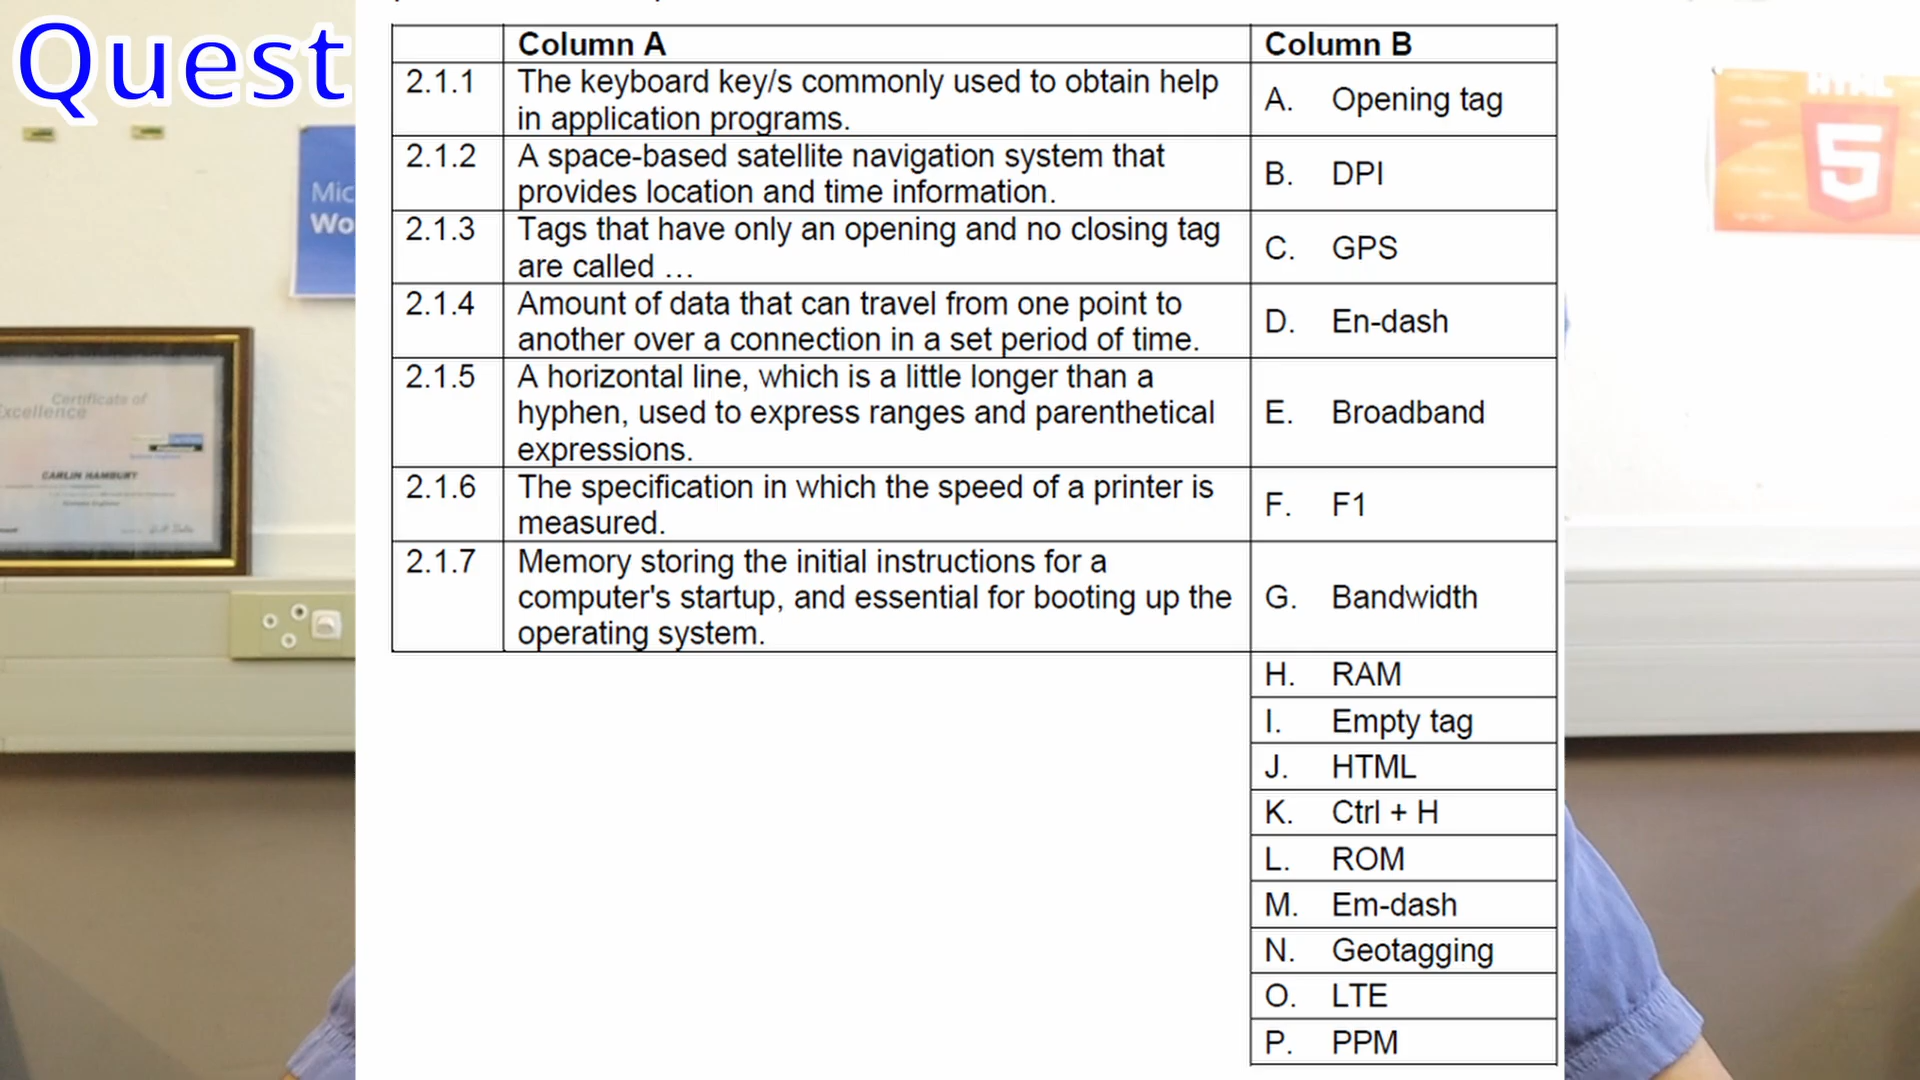 Quest
Column A Column B
2.1.1 The keyboard key/s commonly used to obtain help
in application programs.
A. Opening tag
2.1.2 A space-based satellite navigation system that
provides location and time information.
B. DPI
2.1.3 Tags that have only an opening and no closing tag
are called …
C. GPS
2.1.4 Amount of data that can travel from one point to
another over a connection in a set period of time.
D. En-dash
2.1.5 A horizontal line, which is a little longer than a
hyphen, used to express ranges and parenthetical
expressions.
E. Broadband
2.1.6 The specification in which the speed of a printer is
measured.
F. F1
2.1.7 Memory storing the initial instructions for a
computer's startup, and essential for booting up the
operating system.
G. Bandwidth
H. RAM
I. Empty tag
J. HTML
K. Ctrl + H
L. ROM
M. Em-dash
N. Geotagging
O. LTE
P. PPM
Mic
Wo
HTML
5
Certificate of
Excellence
CARLIN HAMBURY